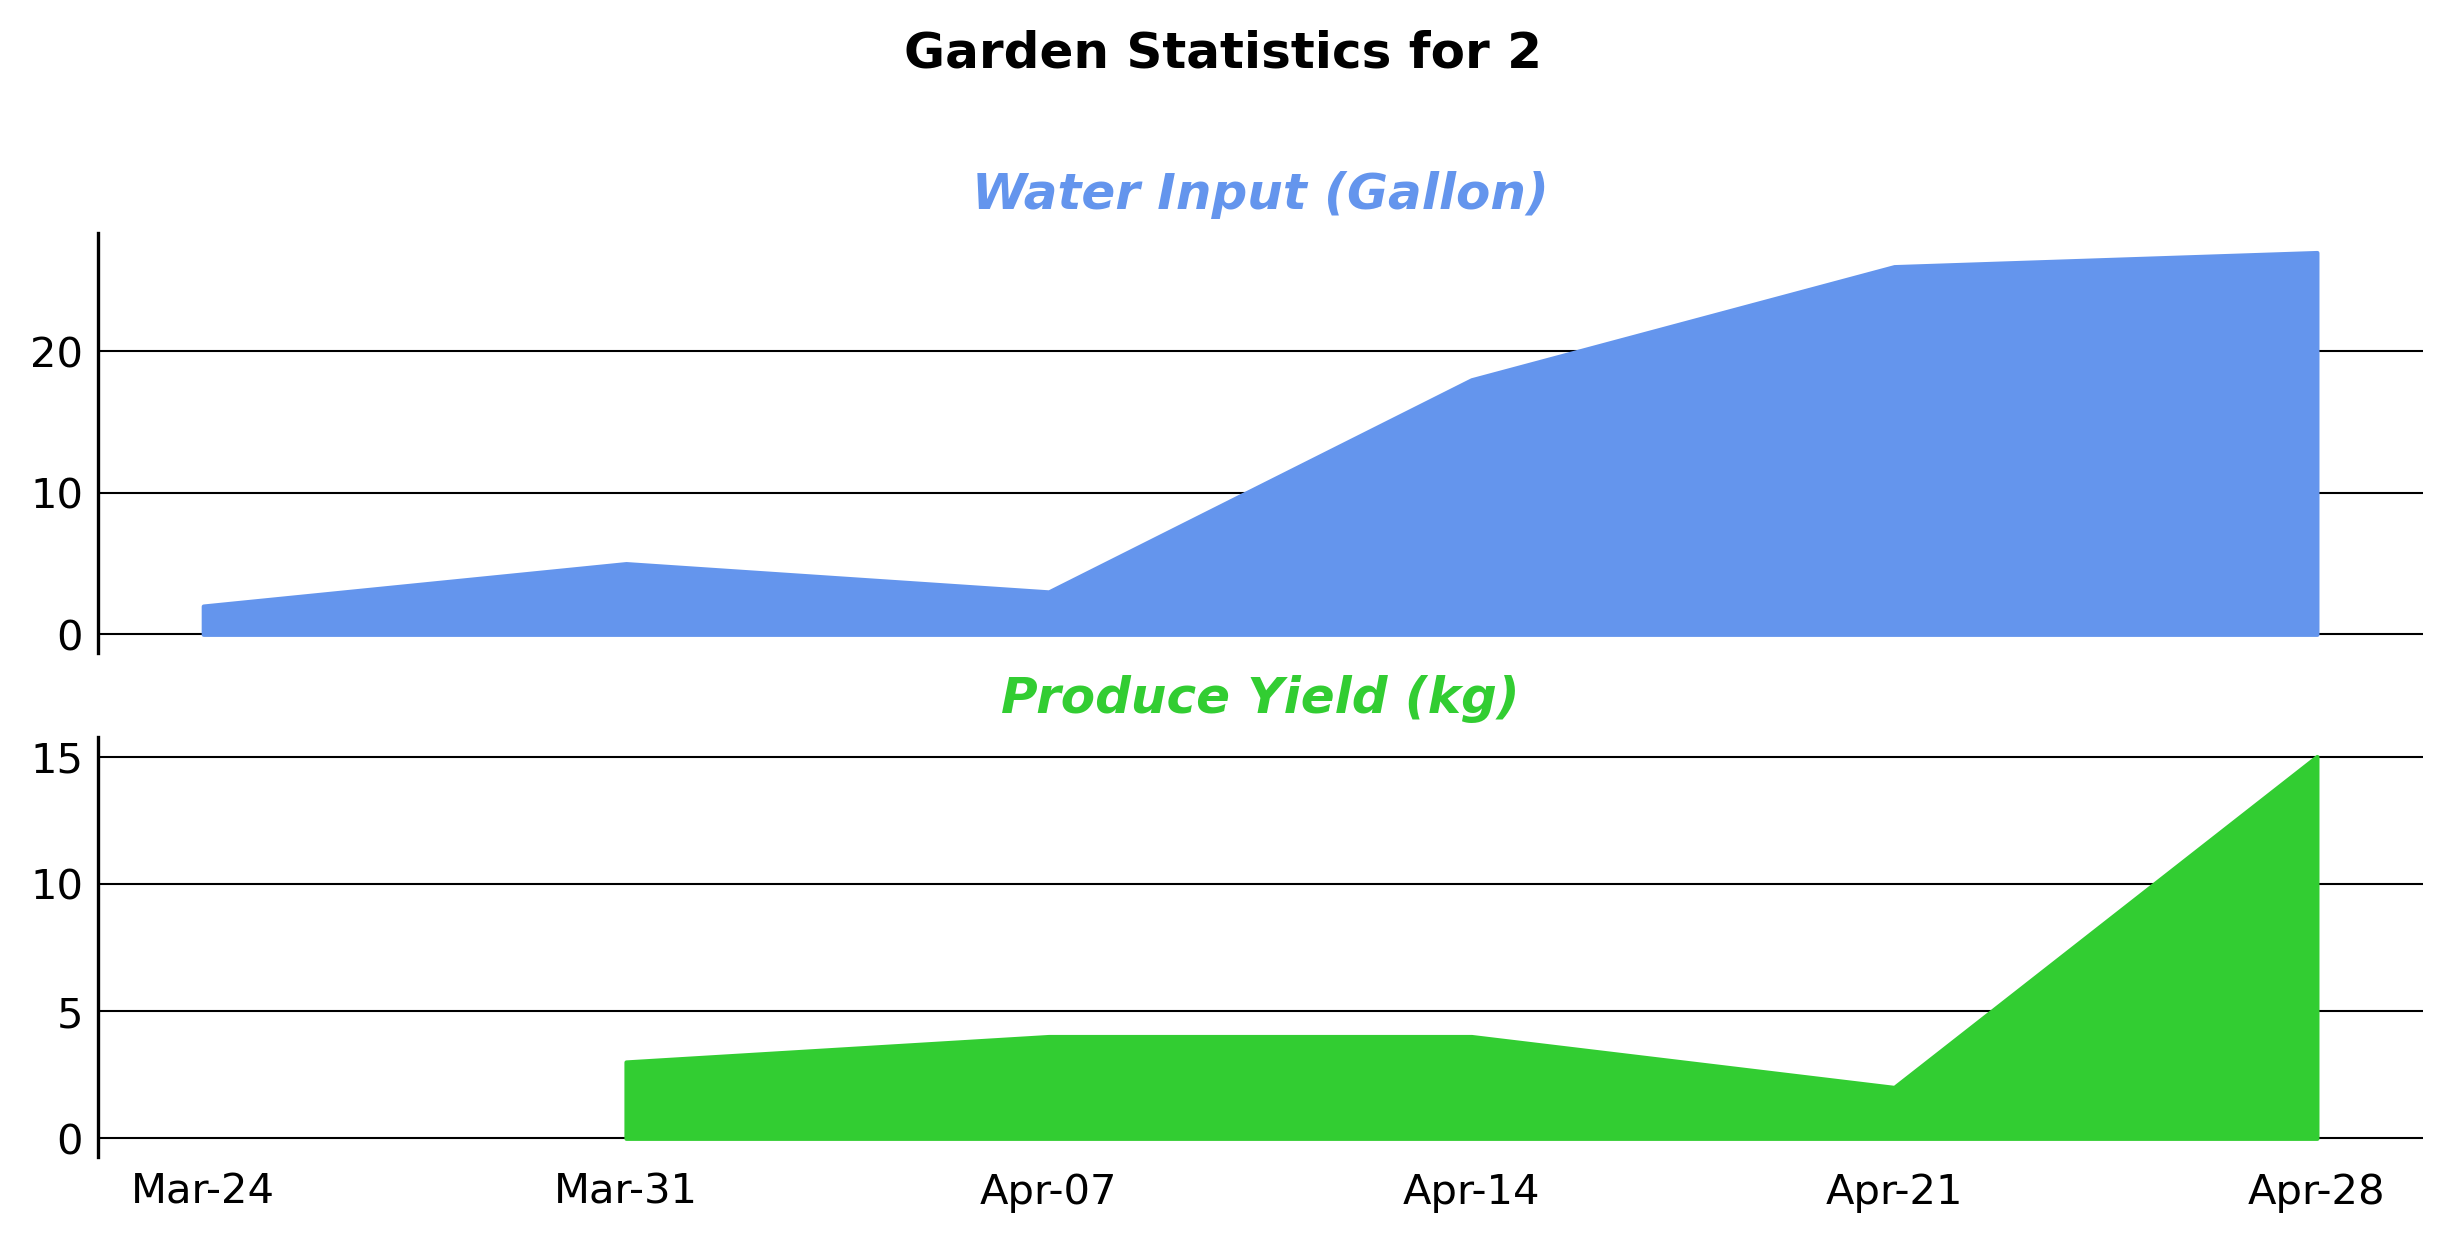 Garden Statistics for 2
Water Input (Gallon)
20
10
0
Produce Yield (kg)
15
10
5
0
Mar-24 Mar-31 Apr-07 Apr-14 Apr-21 Apr-28